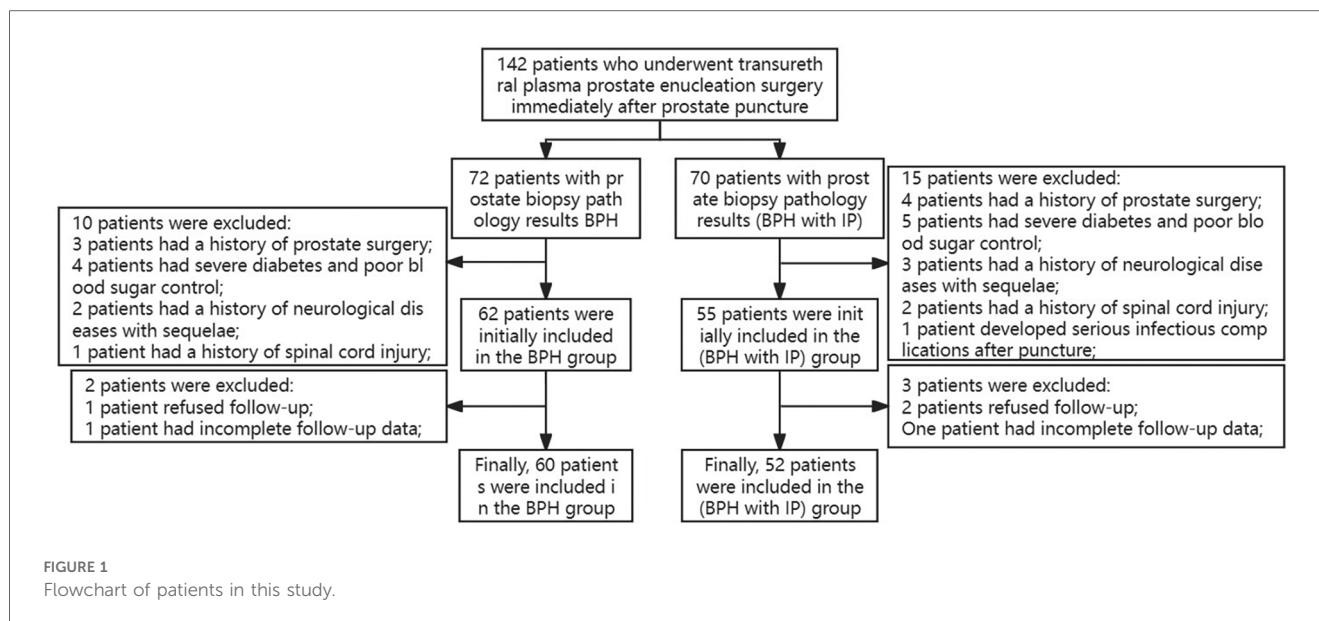 142 patients who underwent transureth
ral plasma prostate enucleation surgery
immediately after prostate puncture
72 patients with pr
ostate biopsy path
ology results BPH
70 patients with prost
ate biopsy pathology
results (BPH with IP)
10 patients were excluded:
3 patients had a history of prostate surgery;
4 patients had severe diabetes and poor bl
ood sugar control;
2 patients had a history of neurological dis
eases with sequelae;
1 patient had a history of spinal cord injury;
15 patients were excluded:
4 patients had a history of prostate surgery;
5 patients had severe diabetes and poor blo
od sugar control;
3 patients had a history of neurological dise
ases with sequelae;
2 patients had a history of spinal cord injury;
1 patient developed serious infectious comp
lications after puncture;
62 patients were
initially included
in the BPH group
55 patients were init
ially included in the
(BPH with IP) group
2 patients were excluded:
1 patient refused follow-up;
1 patient had incomplete follow-up data;
3 patients were excluded:
2 patients refused follow-up;
One patient had incomplete follow-up data;
Finally, 60 patient
s were included i
n the BPH group
Finally, 52 patients
were included in the
(BPH with IP) group
FIGURE 1
Flowchart of patients in this study.